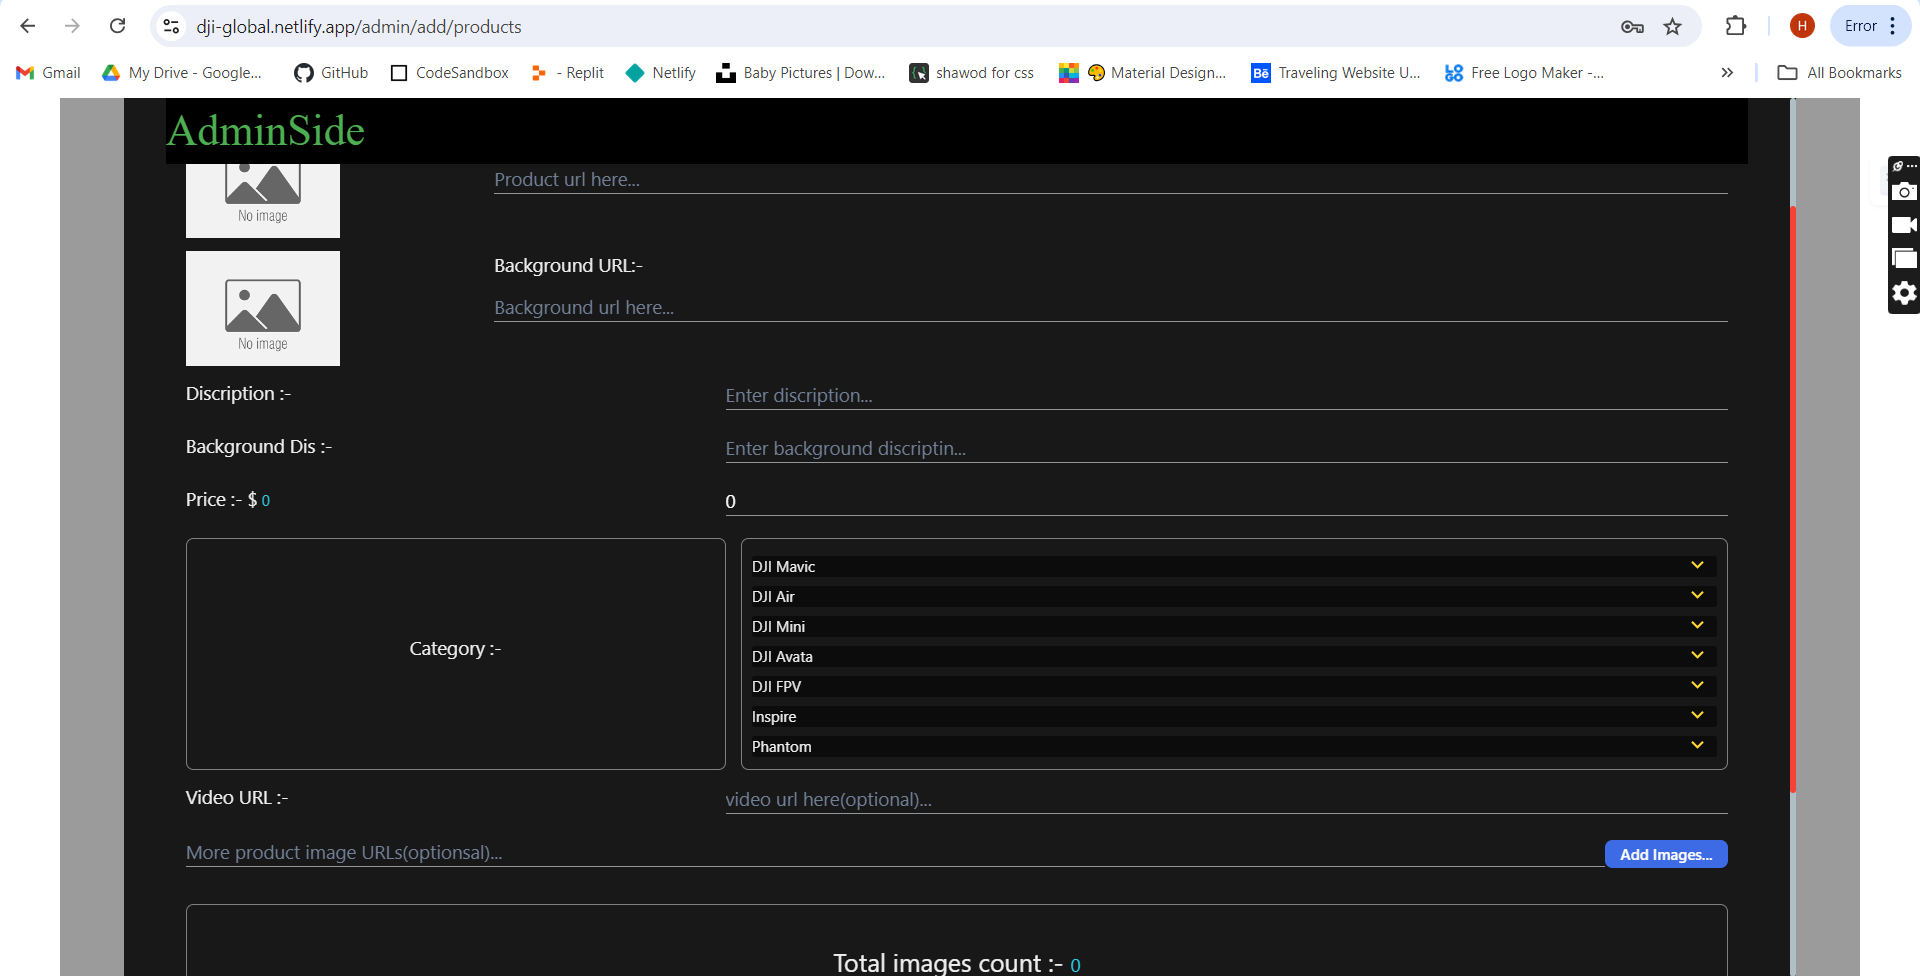 dji-global.netlify.app/admin/add/products
H
Error
Gmail
My Drive - Google...
GitHub
CodeSandbox
- Replit
Netlify
Baby Pictures | Dow...
shawod for css
Material Design...
Bē
Traveling Website U...
LO GO
Free Logo Maker -...
All Bookmarks
AdminSide
No image
Product url here...
No image
Background URL:-
Background url here...
Discription :-
Enter discription...
Background Dis :-
Enter background discriptin...
Price :- $ 0
0
Category :-
DJI Mavic
DJI Air
DJI Mini
DJI Avata
DJI FPV
Inspire
Phantom
Video URL :-
video url here(optional)...
More product image URLs(optionsal)...
Add Images...
Total images count :- 0